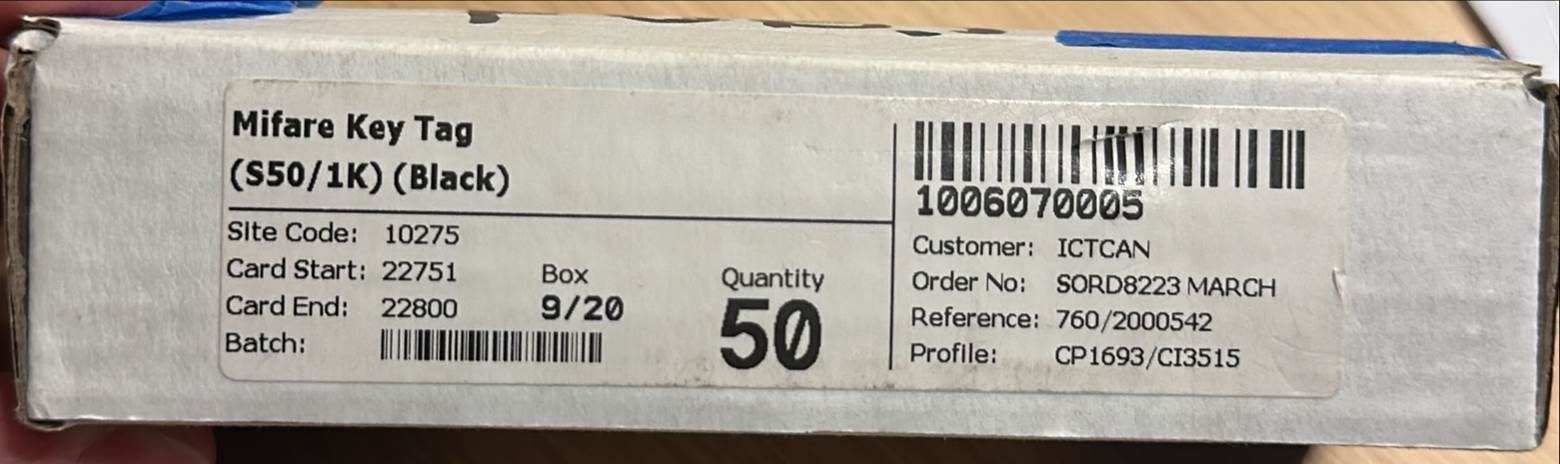 Mifare Key Tag
(S50/1K) (Black)
Site Code: 10275
Card Start: 22751
Card End: 22800
Batch:
Box
9/20
Quantity
50
1006070005
Customer: ICTCAN
Order No: SORD8223 MARCH
Reference: 760/2000542
Profile: CP1693/CI3515